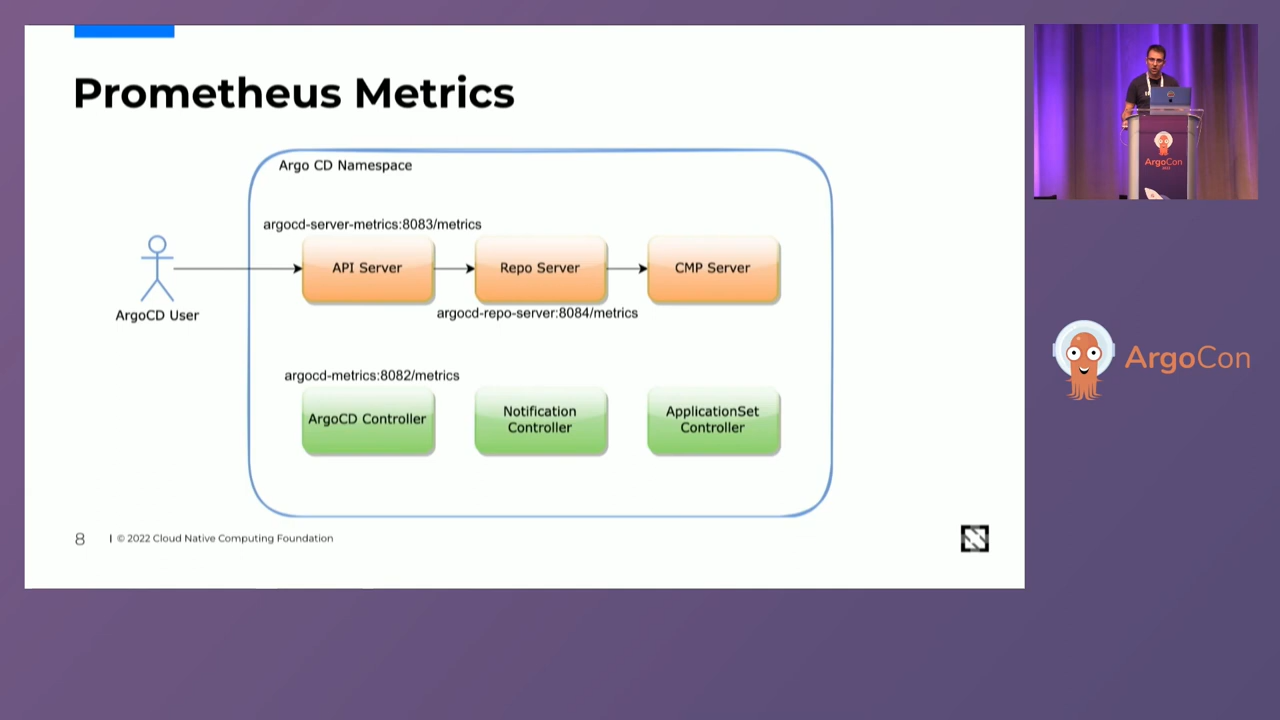 Prometheus Metrics
Argo CD Namespace
argocd-server-metrics:8083/metrics
API Server
Repo Server
CMP Server
ArgoCD User
argocd-repo-server:8084/metrics
argocd-metrics:8082/metrics
ArgoCD Controller
Notification
Controller
ApplicationSet
Controller
8
© 2022 Cloud Native Computing Foundation
ArgoCon
ArgoCon